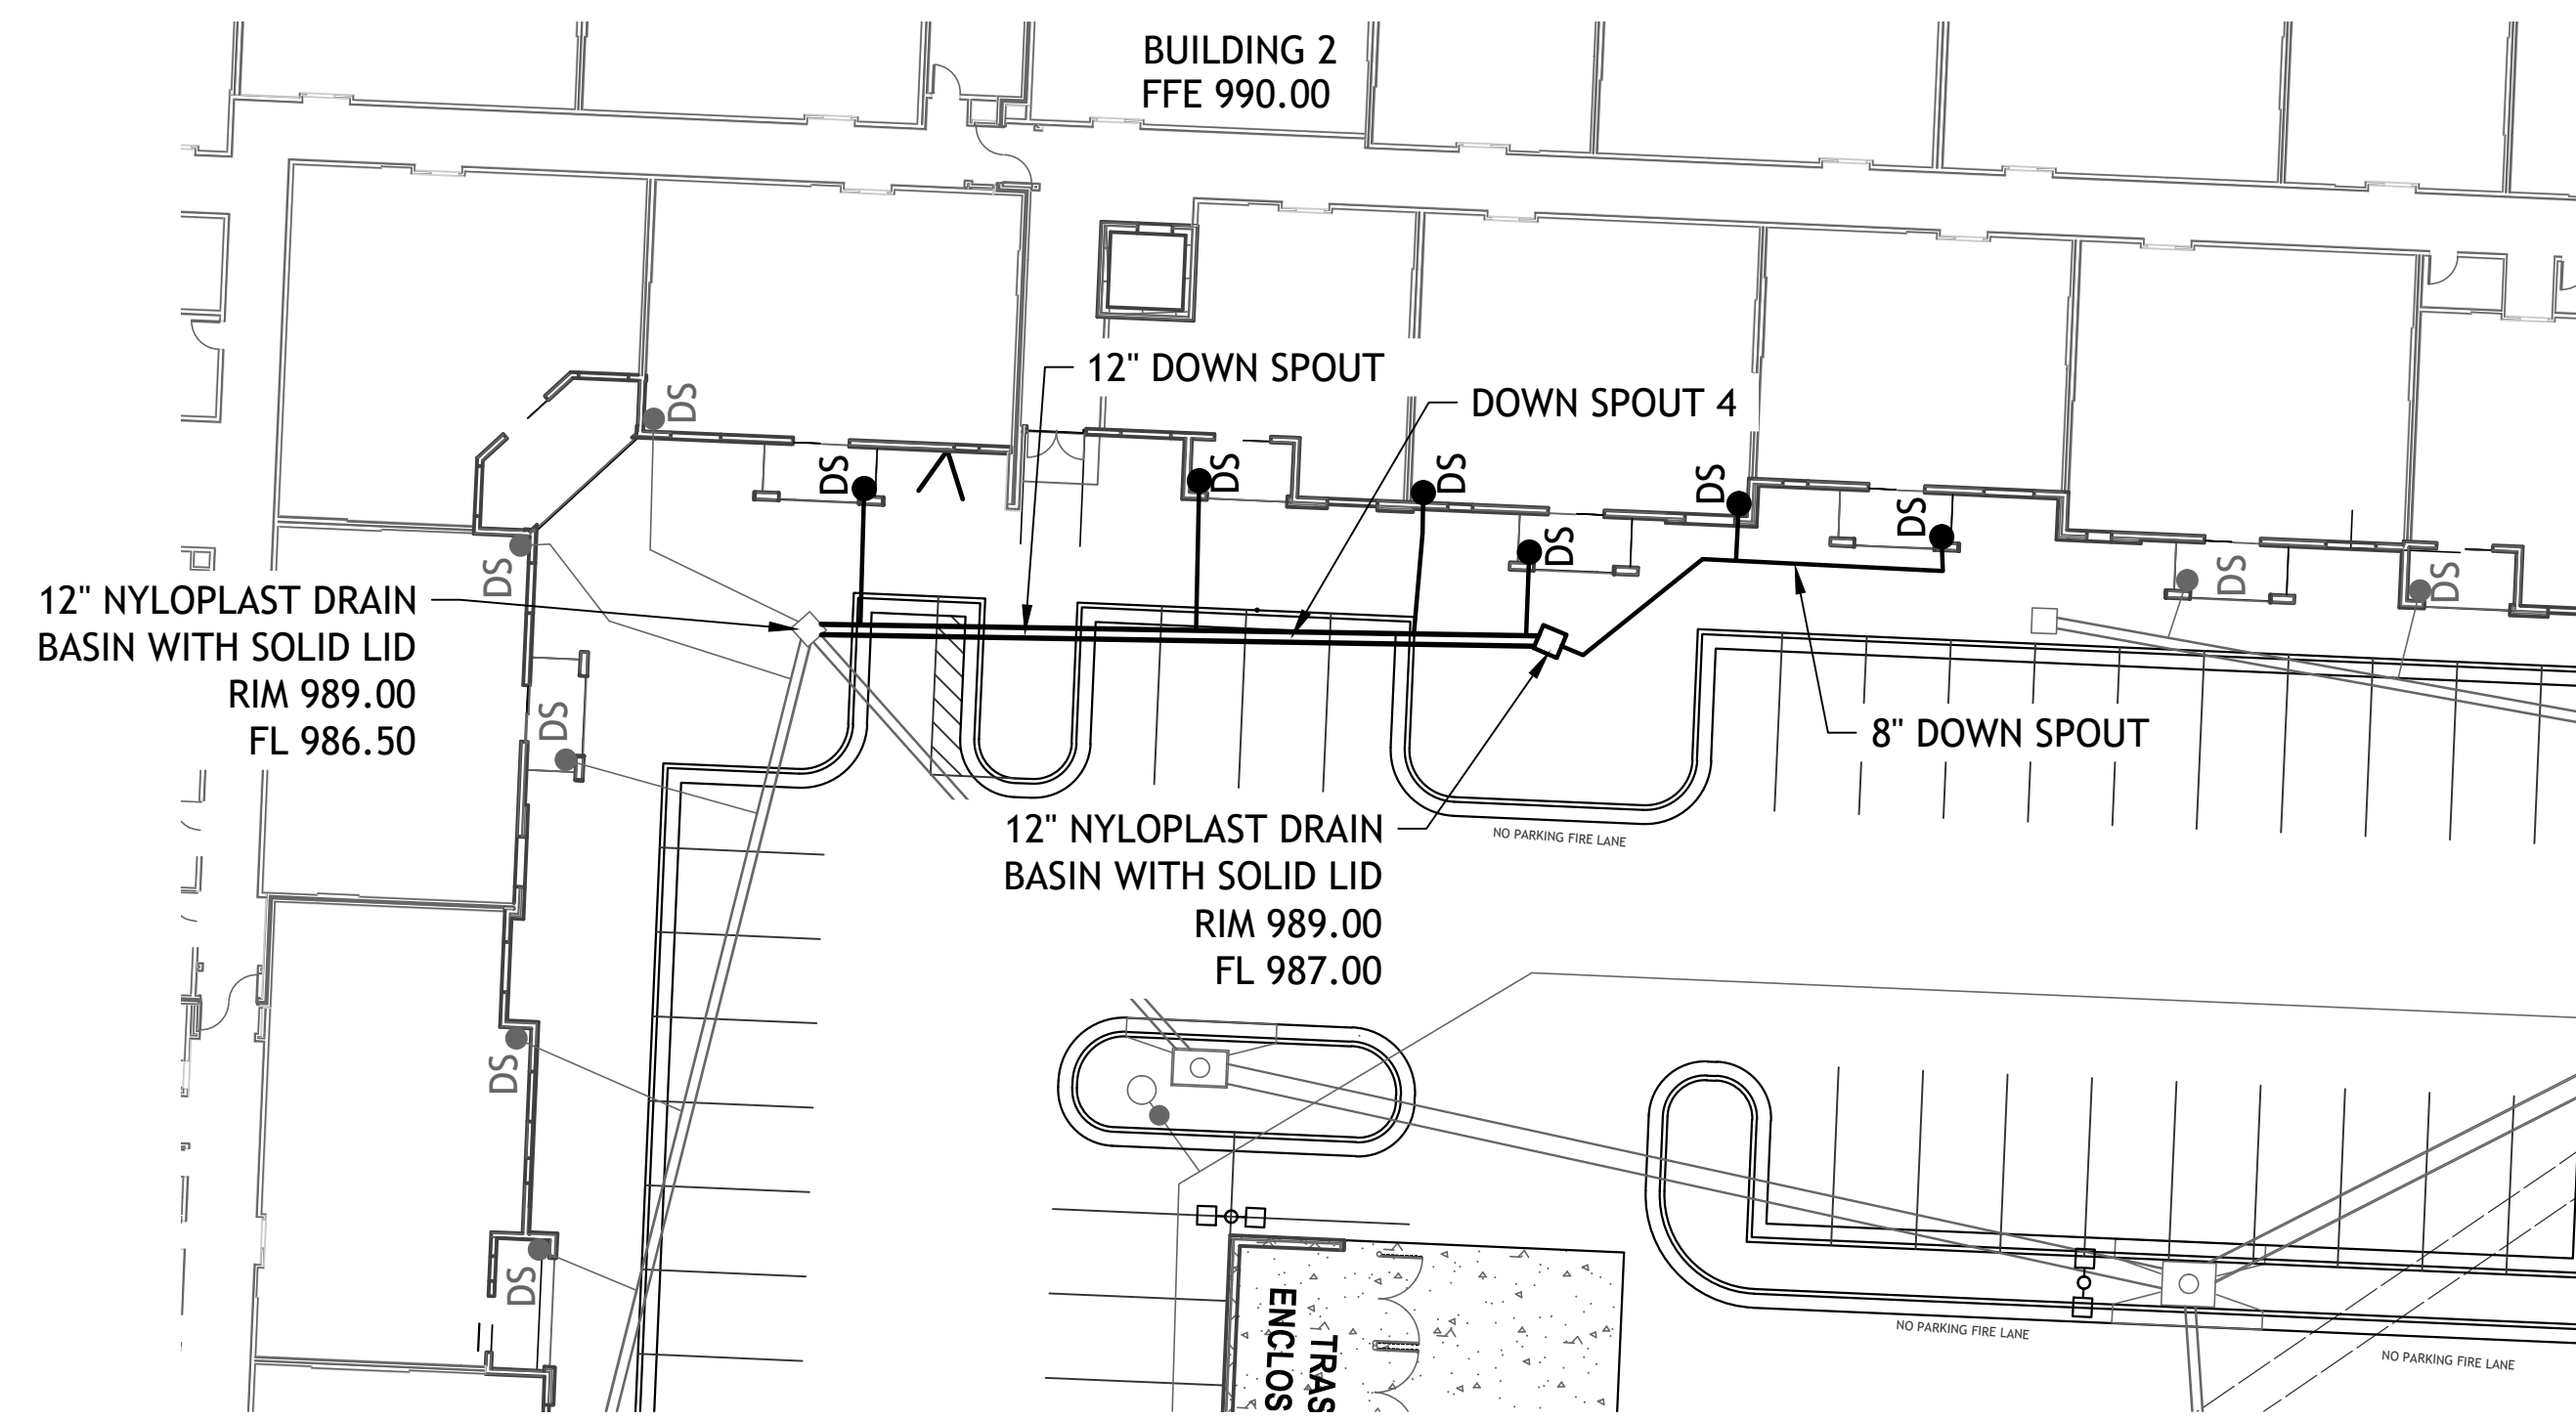 BUILDING 2
FFE 990.00
12" DOWN SPOUT
DOWN SPOUT 4
DS
DS
DS
DS
DS
DS
DS
DS
DS
DS
DS
DS
DS
12" NYLOPLAST DRAIN
BASIN WITH SOLID LID
RIM 989.00
FL 986.50
8" DOWN SPOUT
12" NYLOPLAST DRAIN
BASIN WITH SOLID LID
RIM 989.00
FL 987.00
NO PARKING FIRE LANE
NO PARKING FIRE LANE
NO PARKING FIRE LANE
TRAS
ENCLOS